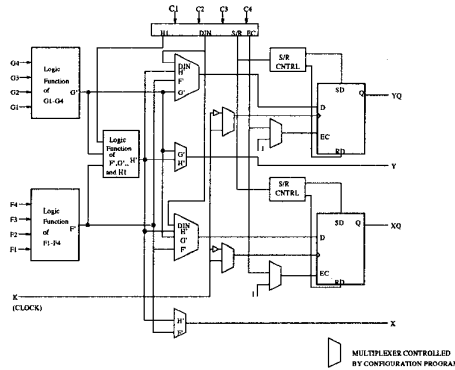 C1 C2 C3 C4
H1 DIN S/R EC
G4
G3
G2
G1
Logic
Function
of
G1-G4
G'
DIN
H'
F'
G'
S/R
CNTRL
SD
D
Q
YQ
EC
RD
1
Logic
Function
of
F',G',
and H1
H'
G'
H'
Y
S/R
CNTRL
F4
F3
F2
F1
Logic
Function
of
F1-F4
F'
DIN
H'
G'
F'
SD
D
Q
XQ
EC
RD
1
K
(CLOCK)
H'
F'
X
MULTIPLEXER CONTROLLED
BY CONFIGURATION PROGRA